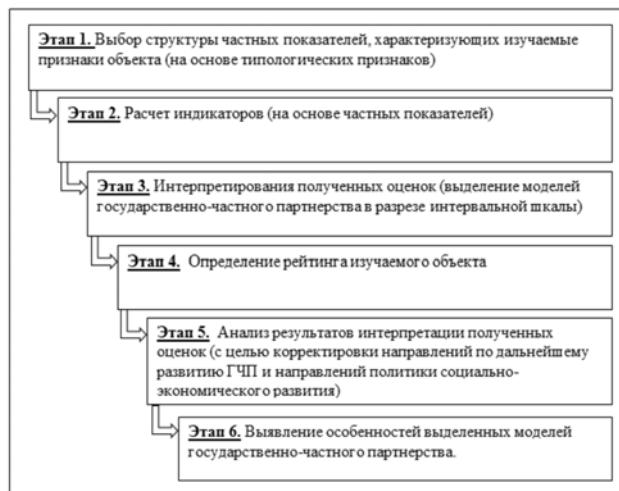 Этап 1. Выбор структуры частных показателей, характеризующих изучаемые
признаки объекта (на основе типологических признаков)
Этап 2. Расчет индикаторов (на основе частных показателей)
Этап 3. Интерпретирования полученных оценок (выделение моделей
государственно-частного партнерства в разрезе интервальной шкалы)
Этап 4. Определение рейтинга изучаемого объекта
Этап 5. Анализ результатов интерпретации полученных
оценок (с целью корректировки направлений по дальнейшему
развитию ГЧП и направлений политики социально-
экономического развития)
Этап 6. Выявление особенностей выделенных моделей
государственно-частного партнерства.